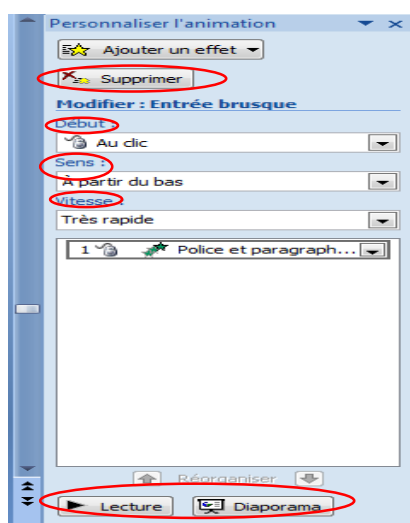 Personnaliser l'animation
Ajouter un effet
Supprimer
Modifier : Entrée brusque
Début :
Au clic
Sens :
À partir du bas
Vitesse :
Très rapide
1 Police et paragraph...
Réorganiser
Lecture Diaporama